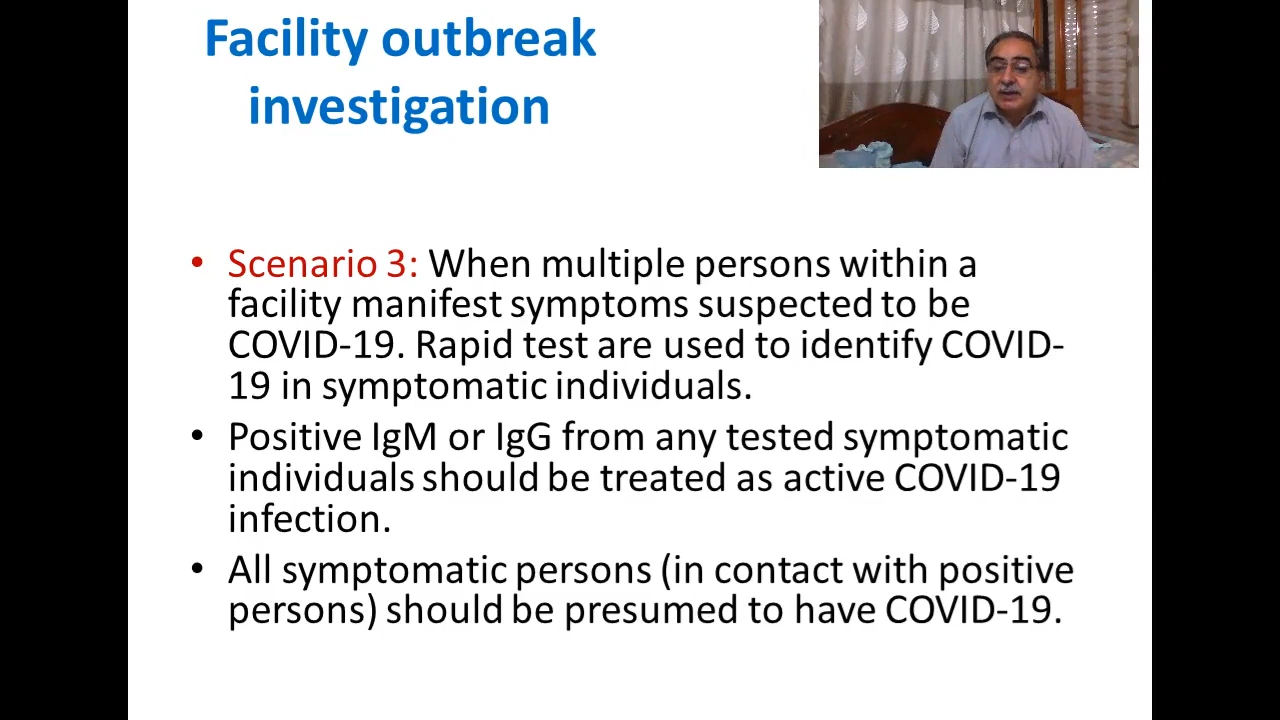 Facility outbreak
investigation
• Scenario 3: When multiple persons within a
facility manifest symptoms suspected to be
COVID-19. Rapid test are used to identify COVID-
19 in symptomatic individuals.
• Positive IgM or IgG from any tested symptomatic
individuals should be treated as active COVID-19
infection.
• All symptomatic persons (in contact with positive
persons) should be presumed to have COVID-19.